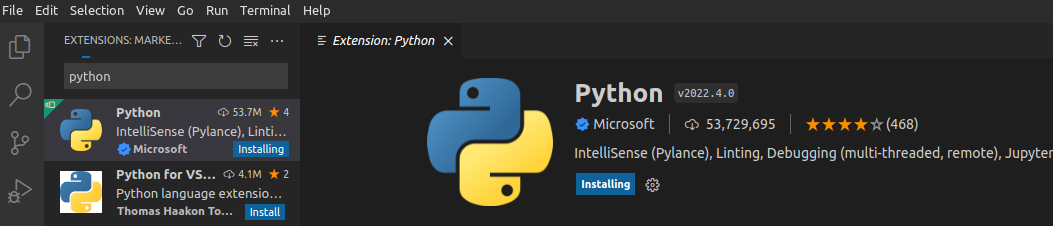 File Edit Selection View Go Run Terminal Help
EXTENSIONS: MARKE...
Extension: Python
python
Python 53.7M 4
IntelliSense (Pylance), Linti...
Microsoft Installing
Python for VS... 4.1M 2
Python language extensio...
Thomas Haakon To... Install
Python v2022.4.0
Microsoft 53,729,695 (468)
IntelliSense (Pylance), Linting, Debugging (multi-threaded, remote), Jupyter
Installing